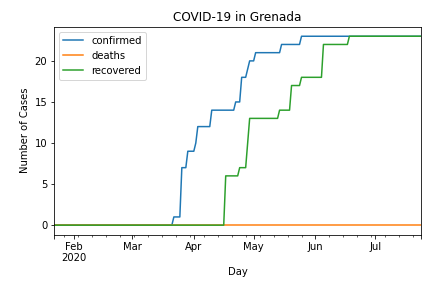 COVID-19 in Grenada
confirmed
deaths
recovered
Number of Cases
20
15
10
5
0
Feb Mar Apr May Jun Jul
2020
Day